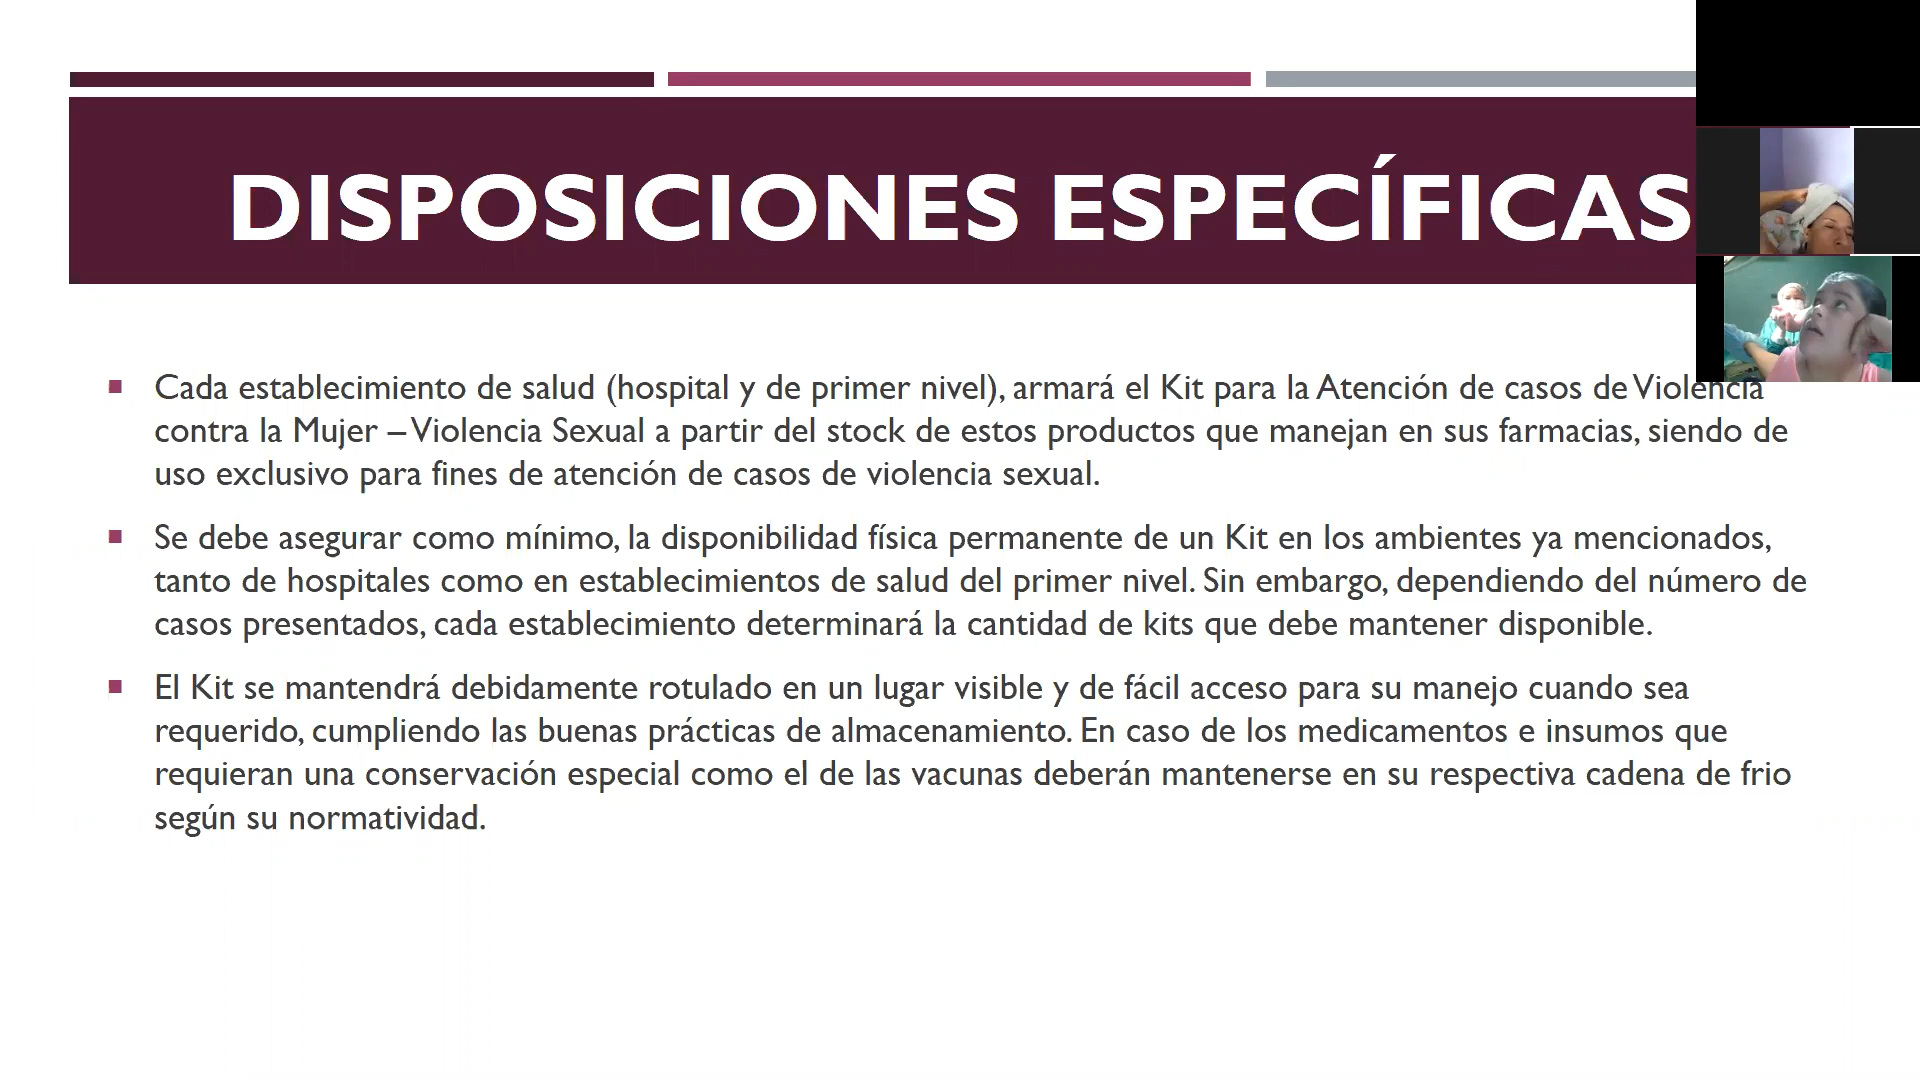 DISPOSICIONES ESPECÍFICAS
Cada establecimiento de salud (hospital y de primer nivel), armará el Kit para la Atención de casos de Violencia
contra la Mujer – Violencia Sexual a partir del stock de estos productos que manejan en sus farmacias, siendo de
uso exclusivo para fines de atención de casos de violencia sexual.
Se debe asegurar como mínimo, la disponibilidad física permanente de un Kit en los ambientes ya mencionados,
tanto de hospitales como en establecimientos de salud del primer nivel. Sin embargo, dependiendo del número de
casos presentados, cada establecimiento determinará la cantidad de kits que debe mantener disponible.
El Kit se mantendrá debidamente rotulado en un lugar visible y de fácil acceso para su manejo cuando sea
requerido, cumpliendo las buenas prácticas de almacenamiento. En caso de los medicamentos e insumos que
requieran una conservación especial como el de las vacunas deberán mantenerse en su respectiva cadena de frio
según su normatividad.